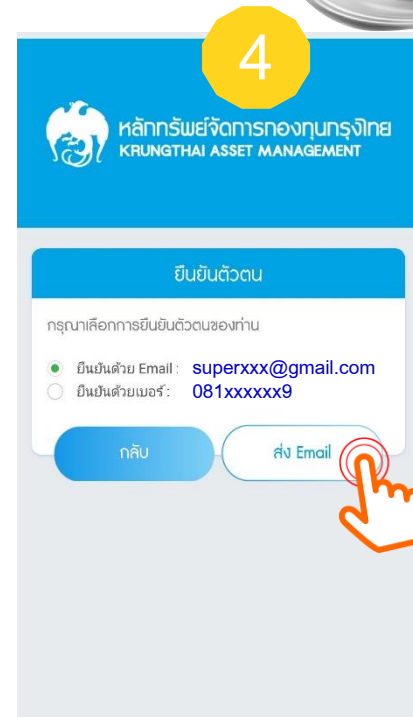 4
หลักทรัพย์จัดการกองทุนกรุงไทย
KRUNGTHAI ASSET MANAGEMENT
ยืนยันตัวตน
กรุณาเลือกการยืนยันตัวตนของท่าน
ยืนยันด้วย Email : superxxx@gmail.com
ยืนยันด้วยเบอร์ : 081xxxxxx9
กลับ ส่ง Email